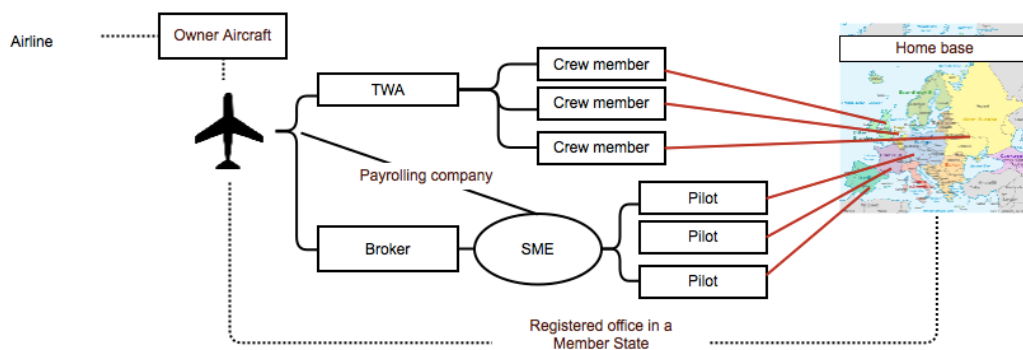 Airline
Owner Aircraft
Home base
TWA
Crew member
Crew member
Crew member
Payrolling company
Broker
SME
Pilot
Pilot
Pilot
Registered office in a
Member State